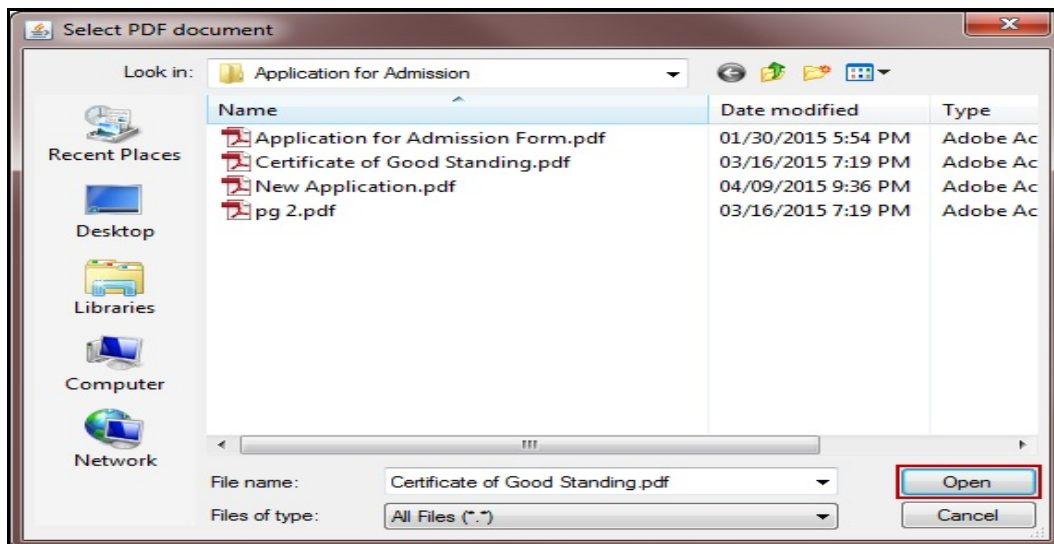 Select PDF document
Look in: Application for Admission
Name Date modified Type
Application for Admission Form.pdf 01/30/2015 5:54 PM Adobe Ac
Certificate of Good Standing.pdf 03/16/2015 7:19 PM Adobe Ac
New Application.pdf 04/09/2015 9:36 PM Adobe Ac
pg 2.pdf 03/16/2015 7:19 PM Adobe Ac
Recent Places
Desktop
Libraries
Computer
Network
File name: Certificate of Good Standing.pdf Open
Files of type: All Files (*.*) Cancel